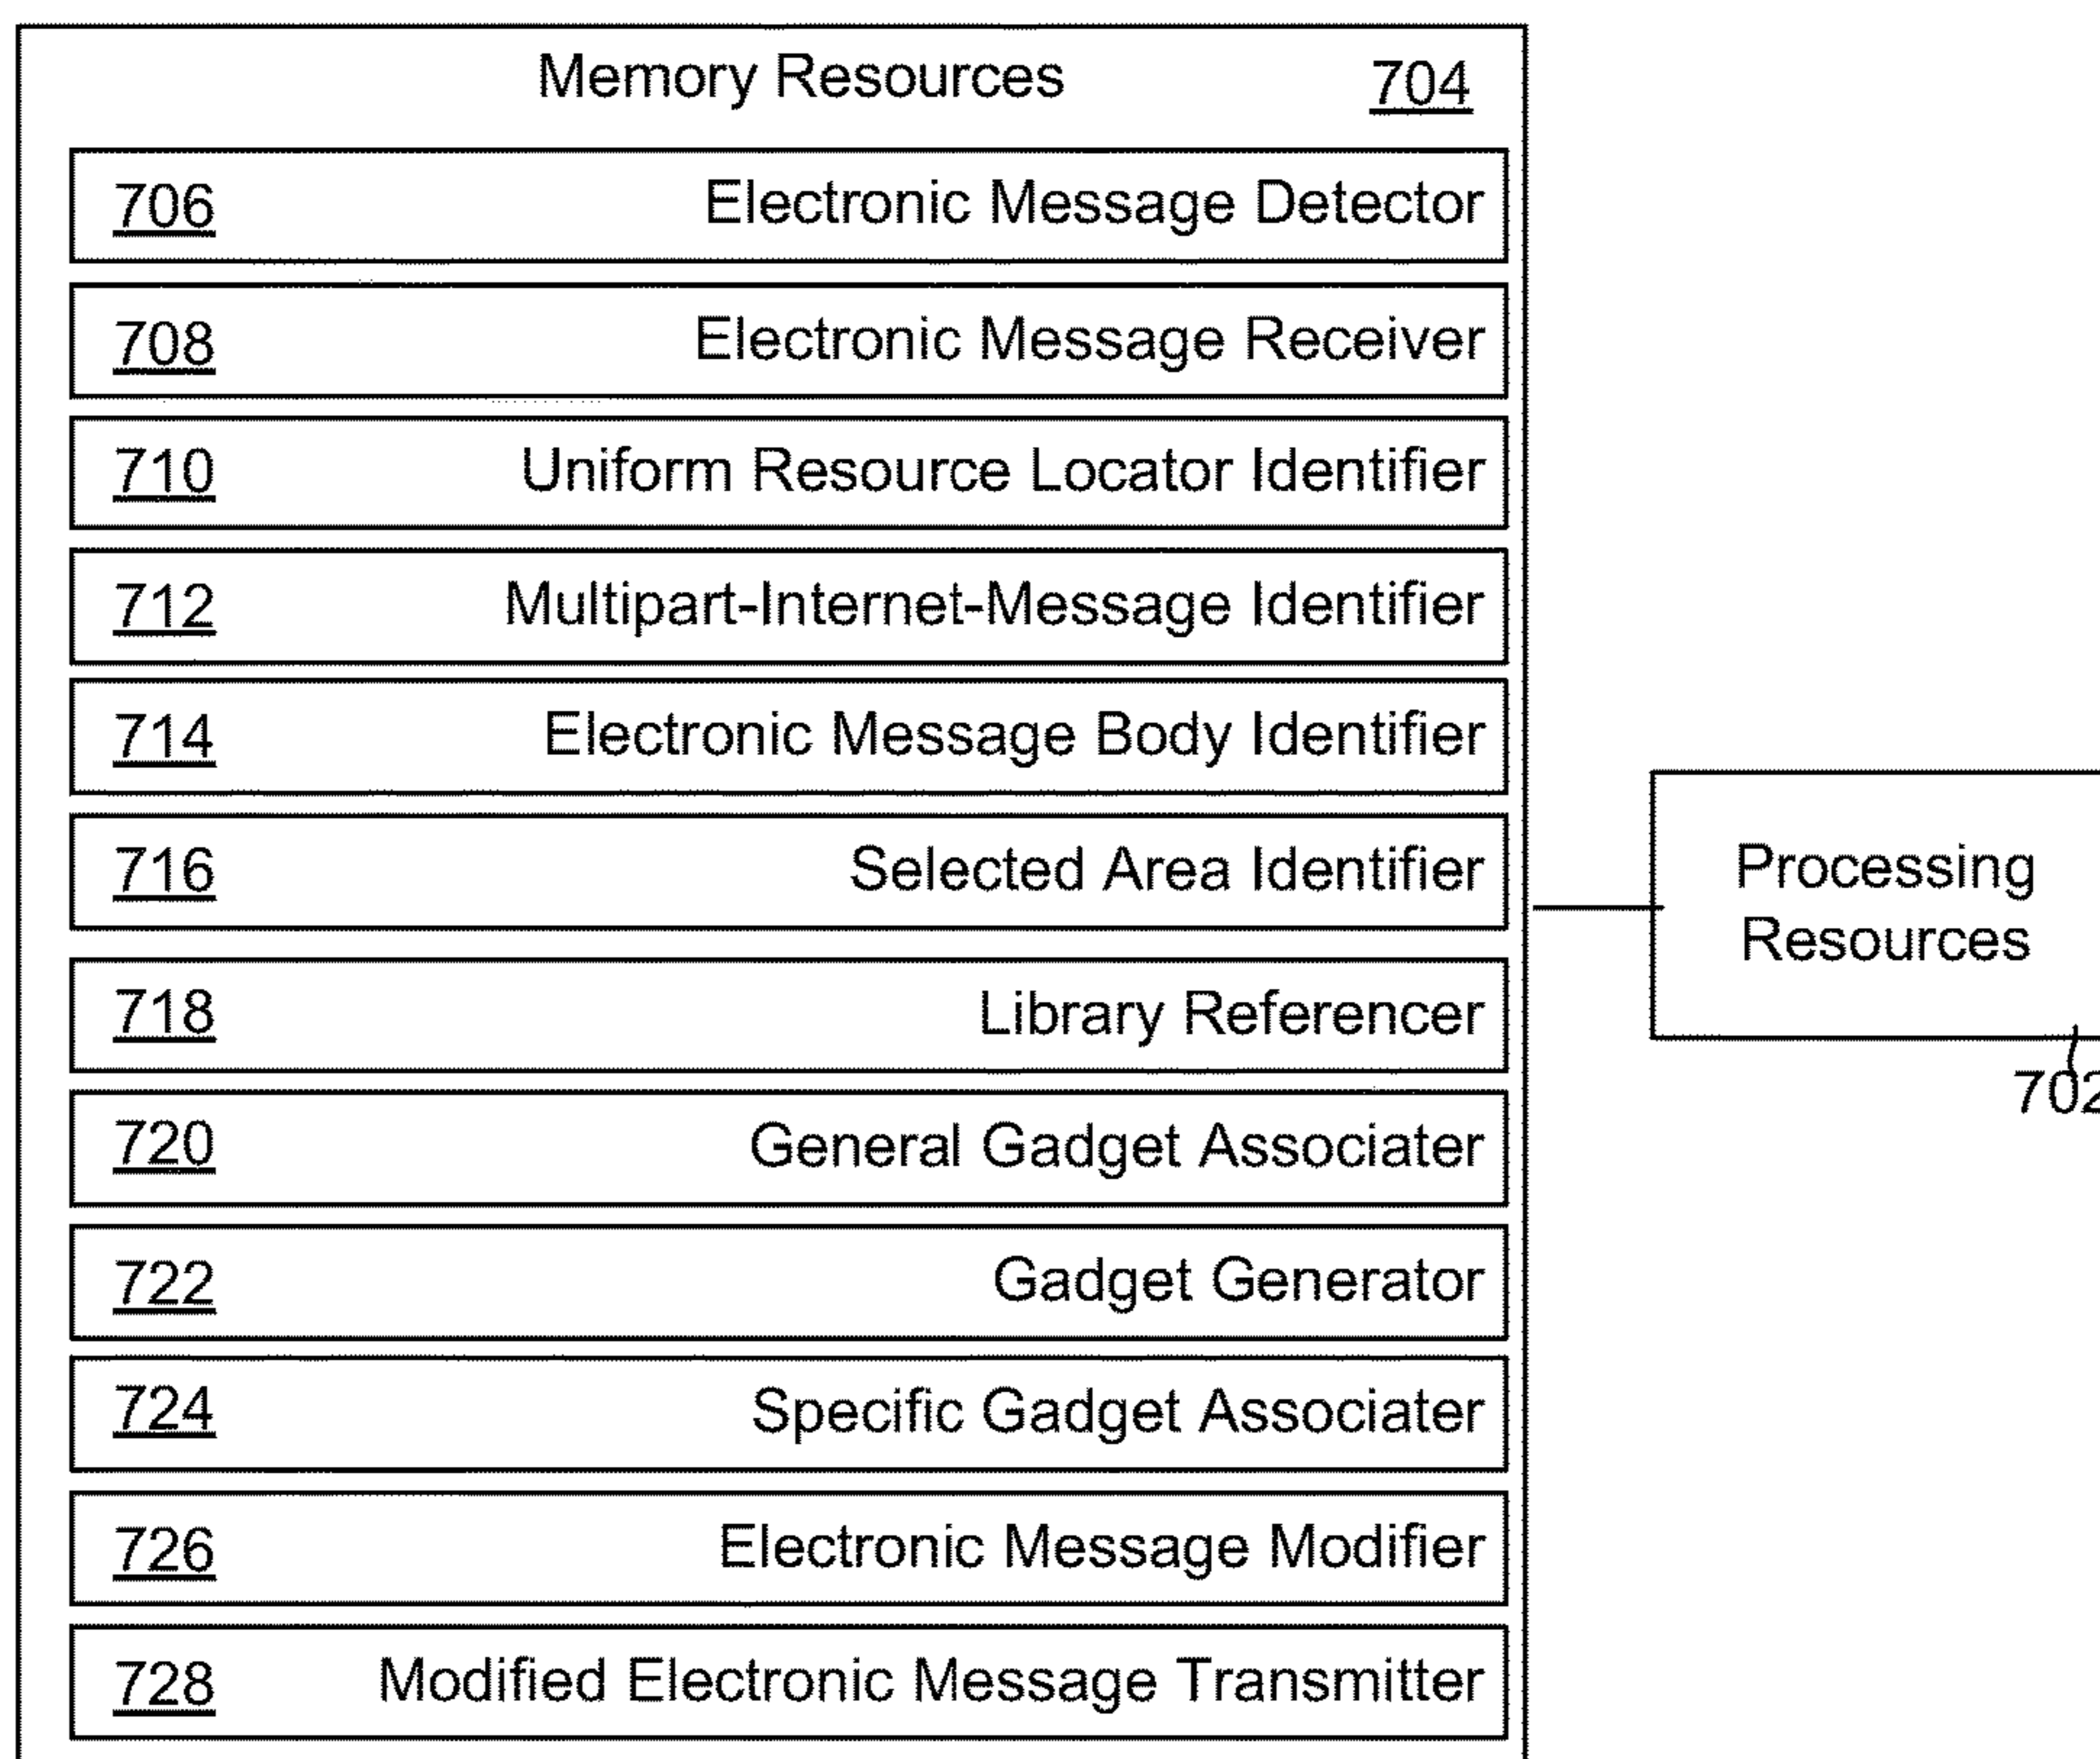 Memory Resources 704
706 Electronic Message Detector
708 Electronic Message Receiver
710 Uniform Resource Locator Identifier
712 Multipart-Internet-Message Identifier
714 Electronic Message Body Identifier
716 Selected Area Identifier
718 Library Referencer
720 General Gadget Associater
722 Gadget Generator
724 Specific Gadget Associater
726 Electronic Message Modifier
728 Modified Electronic Message Transmitter
Processing
Resources
702